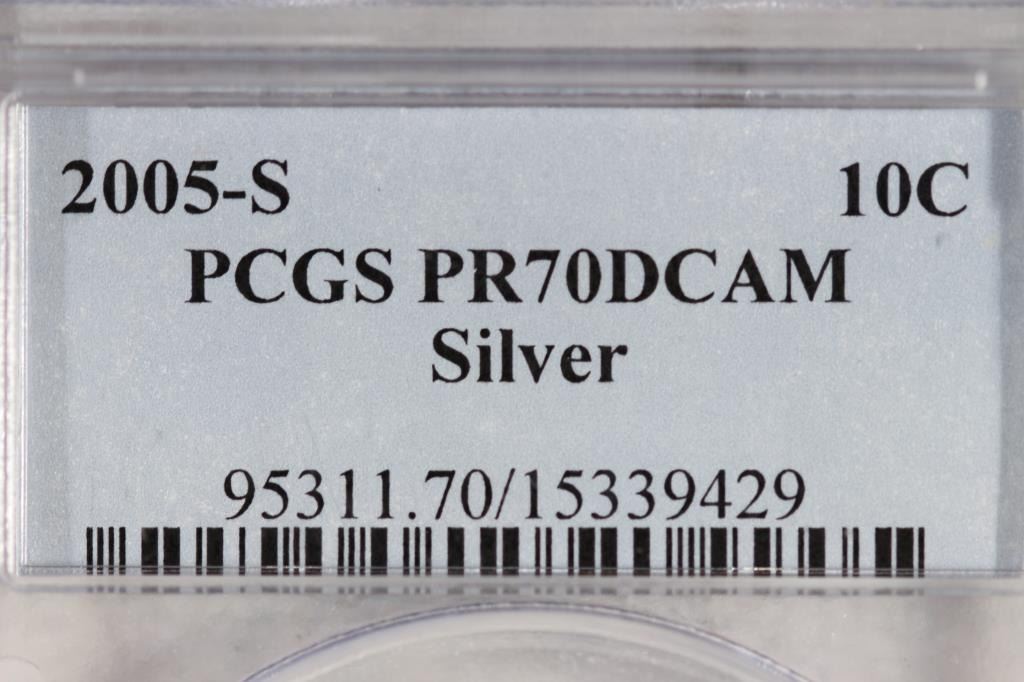 2005-S 10C
PCGS PR70DCAM
Silver
95311.70/15339429